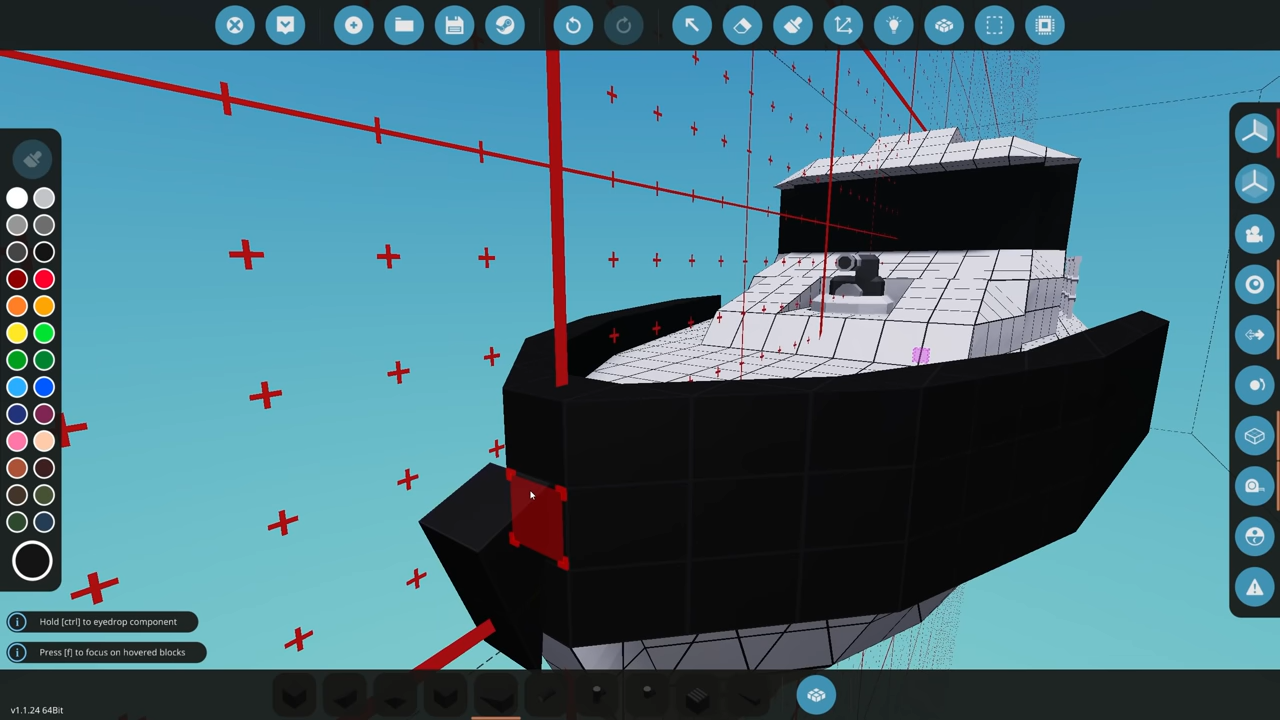 Hold [ctrl] to eyedrop component
Press [f] to focus on hovered blocks
v1.1.24 64Bit